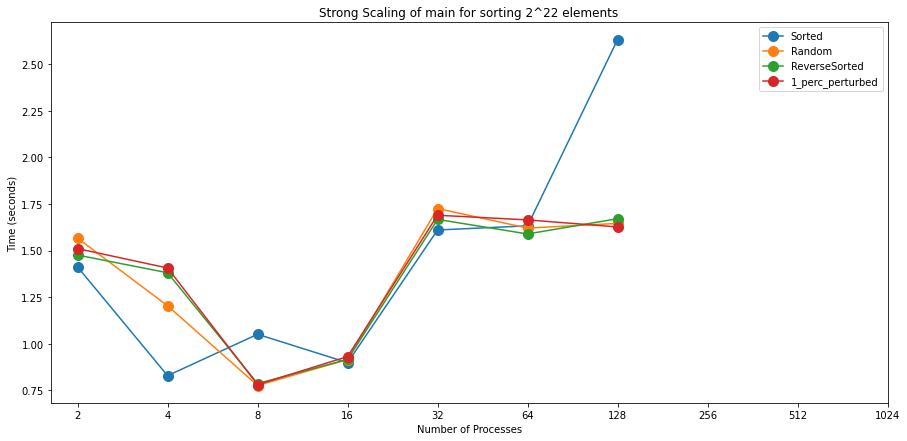 Strong Scaling of main for sorting 2^22 elements
Sorted
Random
ReverseSorted
1_perc_perturbed
Time (seconds)
2.50
2.25
2.00
1.75
1.50
1.25
1.00
0.75
2 4 8 16 32 64 128 256 512 1024
Number of Processes